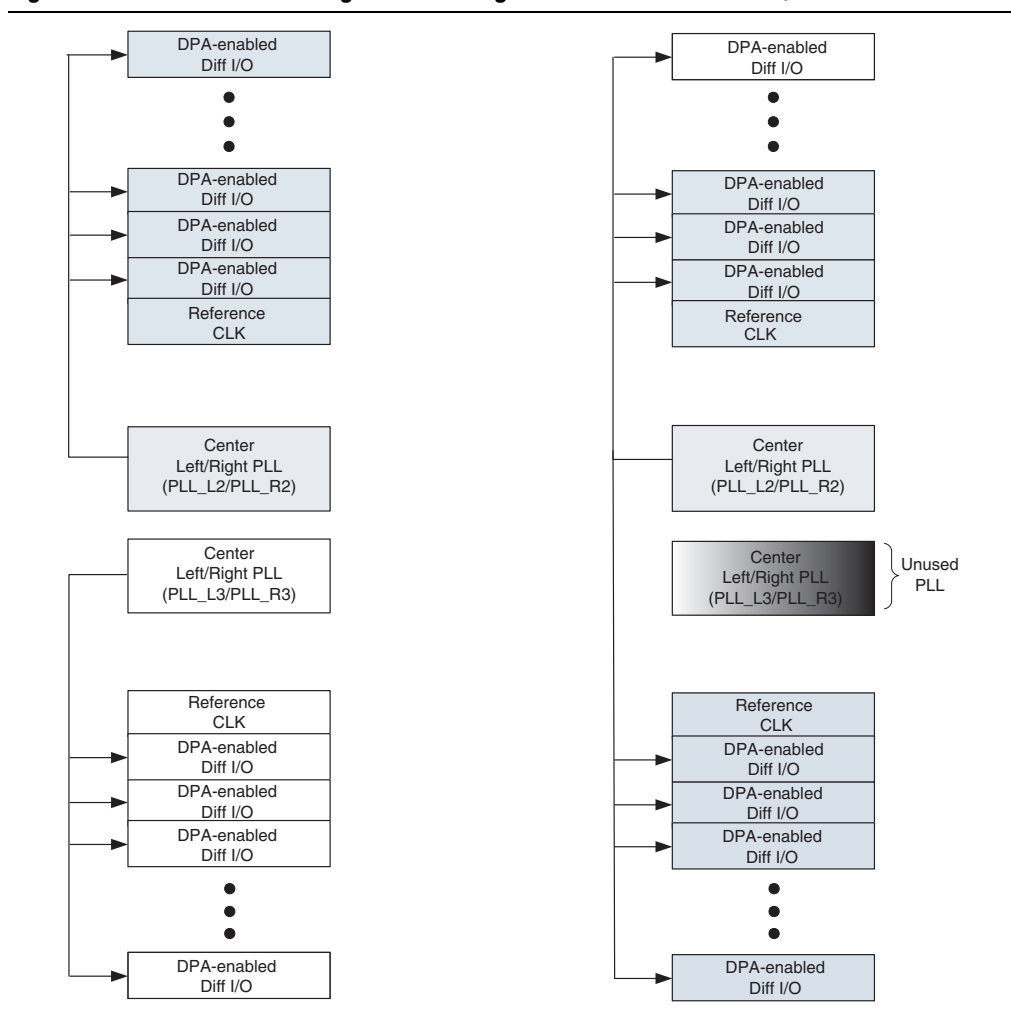 DPA-enabled
Diff I/O
DPA-enabled
Diff I/O
DPA-enabled
Diff I/O
DPA-enabled
Diff I/O
Reference
CLK
Center
Left/Right PLL
(PLL_L2/PLL_R2)
Center
Left/Right PLL
(PLL_L3/PLL_R3)
Reference
CLK
DPA-enabled
Diff I/O
DPA-enabled
Diff I/O
DPA-enabled
Diff I/O
DPA-enabled
Diff I/O
DPA-enabled
Diff I/O
DPA-enabled
Diff I/O
DPA-enabled
Diff I/O
DPA-enabled
Diff I/O
Reference
CLK
Center
Left/Right PLL
(PLL_L2/PLL_R2)
Center
Left/Right PLL
(PLL_L3/PLL_R3)
Unused
PLL
Reference
CLK
DPA-enabled
Diff I/O
DPA-enabled
Diff I/O
DPA-enabled
Diff I/O
DPA-enabled
Diff I/O